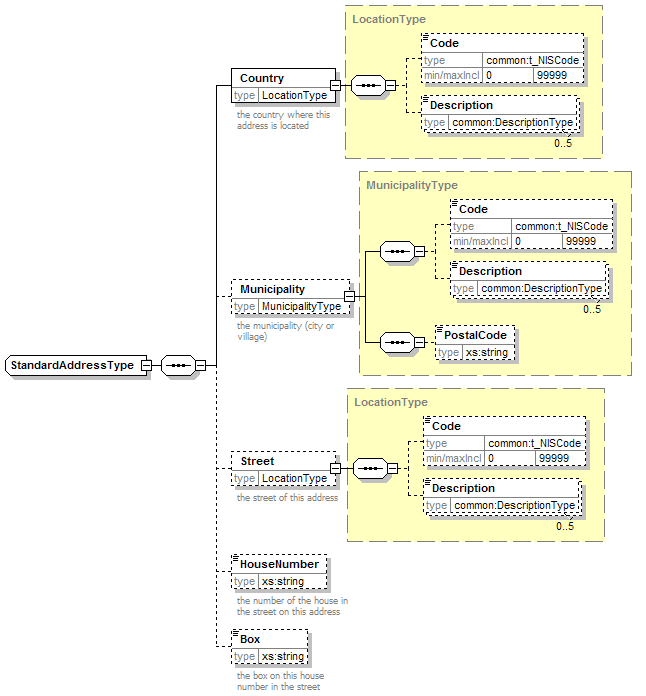 LocationType
Code
type common:t_NISCode
min/maxIncl 0 99999
Country
type LocationType
the country where this
address is located
Description
type common:DescriptionType
0..5
MunicipalityType
Code
type common:t_NISCode
min/maxIncl 0 99999
Description
type common:DescriptionType
0..5
Municipality
type MunicipalityType
the municipality (city or
village)
PostalCode
type xs:string
StandardAddressType
LocationType
Code
type common:t_NISCode
min/maxIncl 0 99999
Street
type LocationType
the street of this address
Description
type common:DescriptionType
0..5
HouseNumber
type xs:string
the number of the house in
the street on this address
Box
type xs:string
the box on this house
number in the street